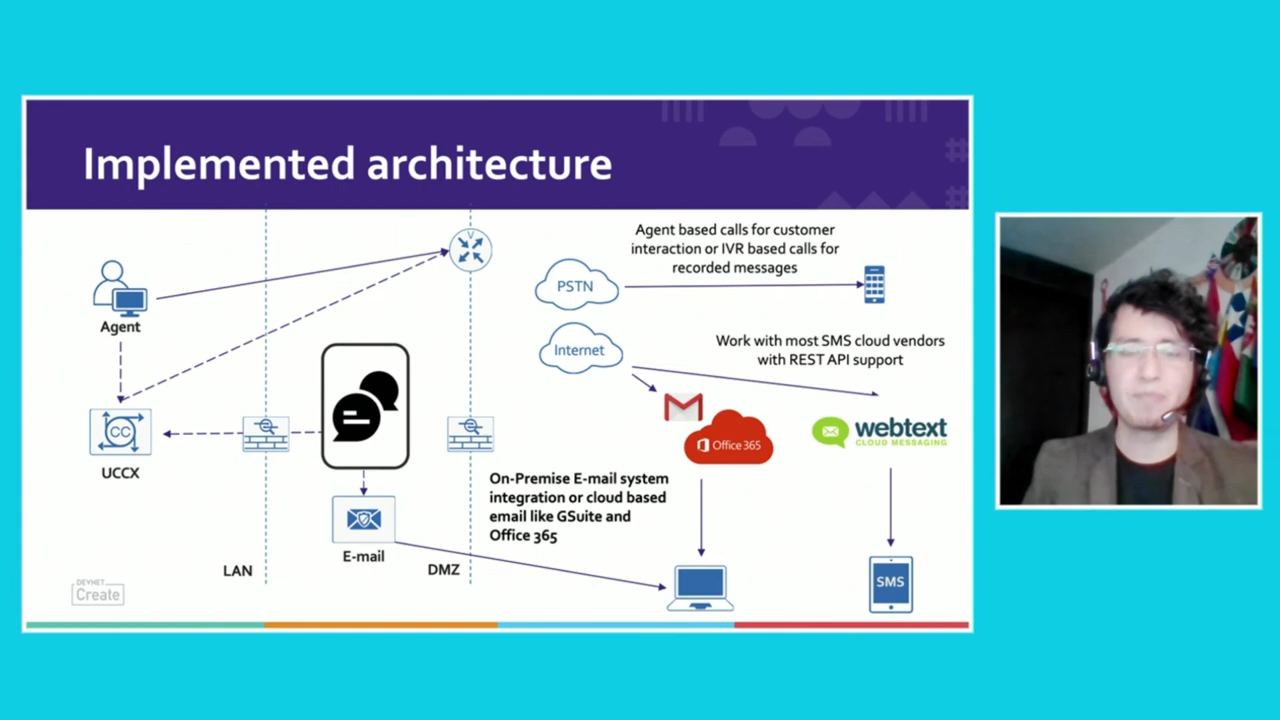 Implemented architecture
Agent based calls for customer
interaction or IVR based calls for
recorded messages
V
PSTN
Agent
Internet
Work with most SMS cloud vendors
with REST API support
CC
UCCX
Office 365
webtext
CLOUD MESSAGING
On-Premise E-mail system
integration or cloud based
email like GSuite and
Office 365
E-mail
LAN
DMZ
SMS
DEVNET
Create